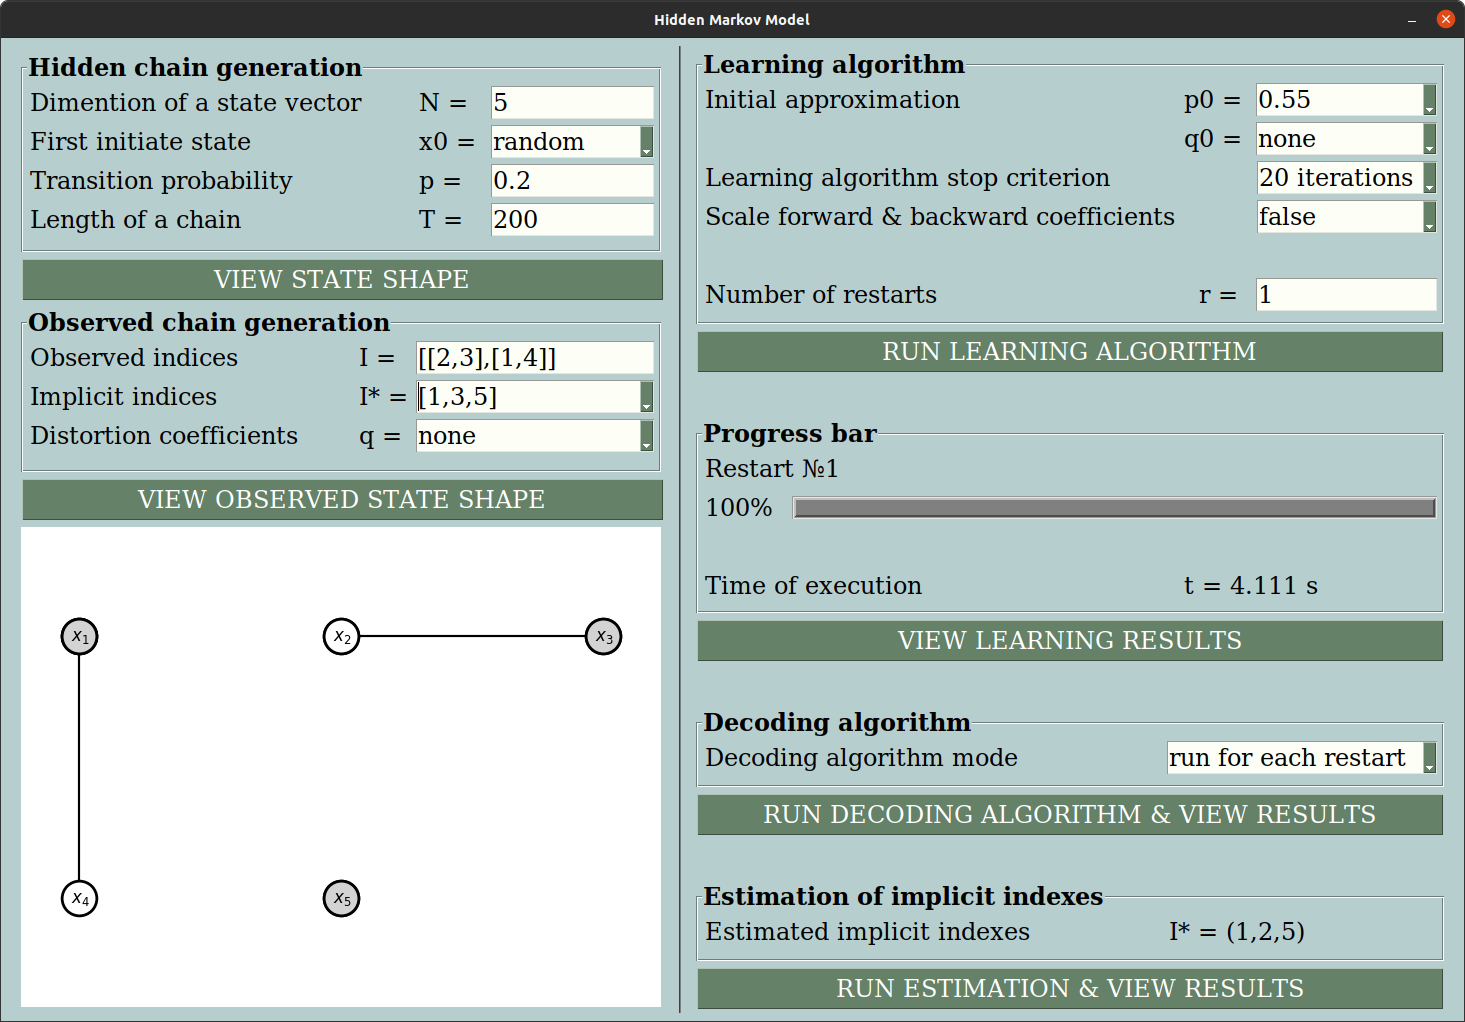 Hidden Markov Model
Hidden chain generation
Dimention of a state vector N = 5
First initiate state x0 = random
Transition probability p = 0.2
Length of a chain T = 200
VIEW STATE SHAPE
Observed chain generation
Observed indices I = [[2,3],[1,4]]
Implicit indices I* = [1,3,5]
Distortion coefficients q = none
VIEW OBSERVED STATE SHAPE
x1 x2 x3
x4 x5
Learning algorithm
Initial approximation p0 = 0.55
q0 = none
Learning algorithm stop criterion 20 iterations
Scale forward & backward coefficients false
Number of restarts r = 1
RUN LEARNING ALGORITHM
Progress bar
Restart №1
100%
Time of execution t = 4.111 s
VIEW LEARNING RESULTS
Decoding algorithm
Decoding algorithm mode run for each restart
RUN DECODING ALGORITHM & VIEW RESULTS
Estimation of implicit indexes
Estimated implicit indexes I* = (1,2,5)
RUN ESTIMATION & VIEW RESULTS